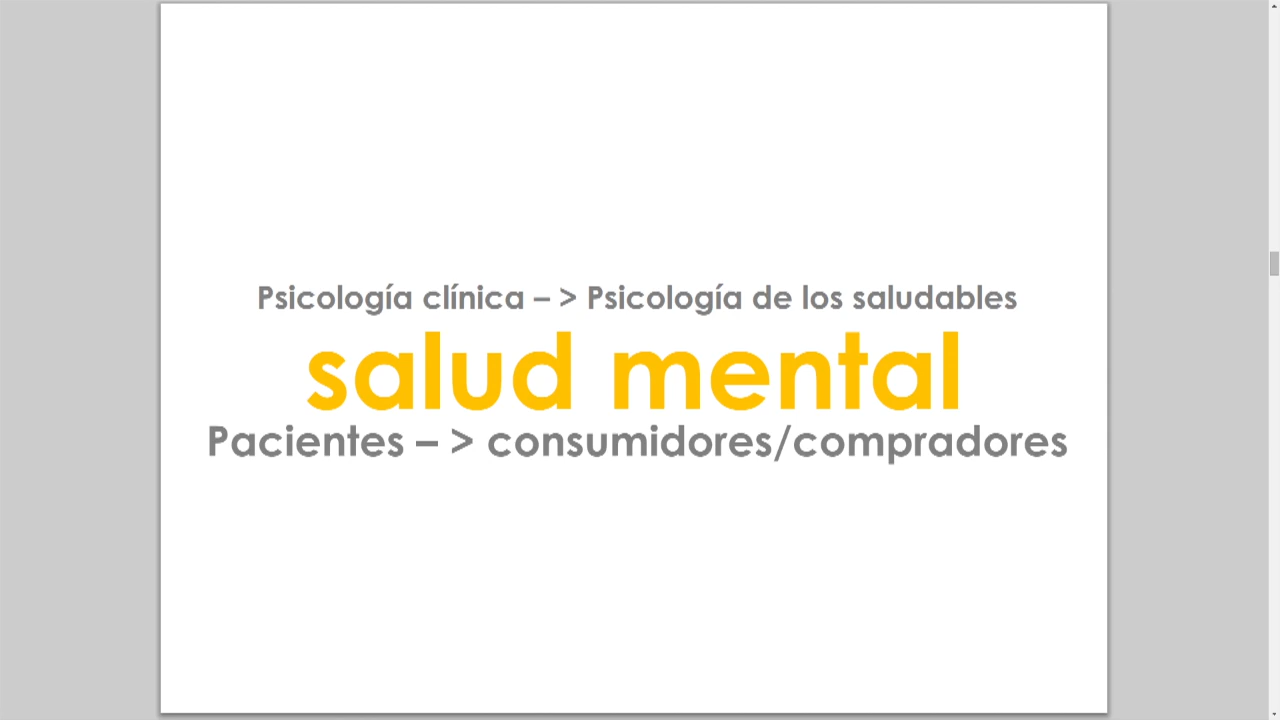 Psicología clínica – > Psicología de los saludables
salud mental
Pacientes – > consumidores/compradores